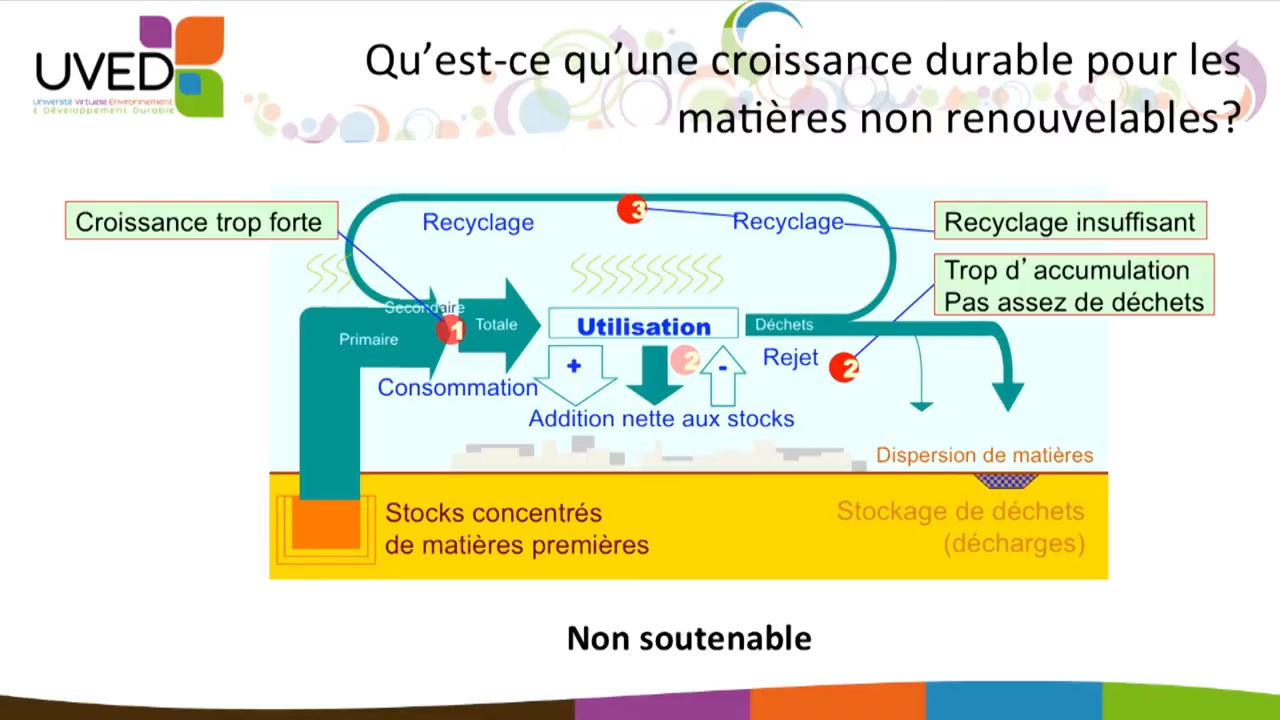 UVED
Université Virtuelle Environnement
& Développement Durable
Qu’est-ce qu’une croissance durable pour les
matières non renouvelables?
Croissance trop forte
Recyclage
3
Recyclage
Recyclage insuffisant
Trop d’accumulation
Pas assez de déchets
Secondaire
Primaire
1
Totale
Utilisation
Déchets
Consommation
+
2
-
Rejet
2
Addition nette aux stocks
Dispersion de matières
Stocks concentrés
de matières premières
Stockage de déchets
(décharges)
Non soutenable